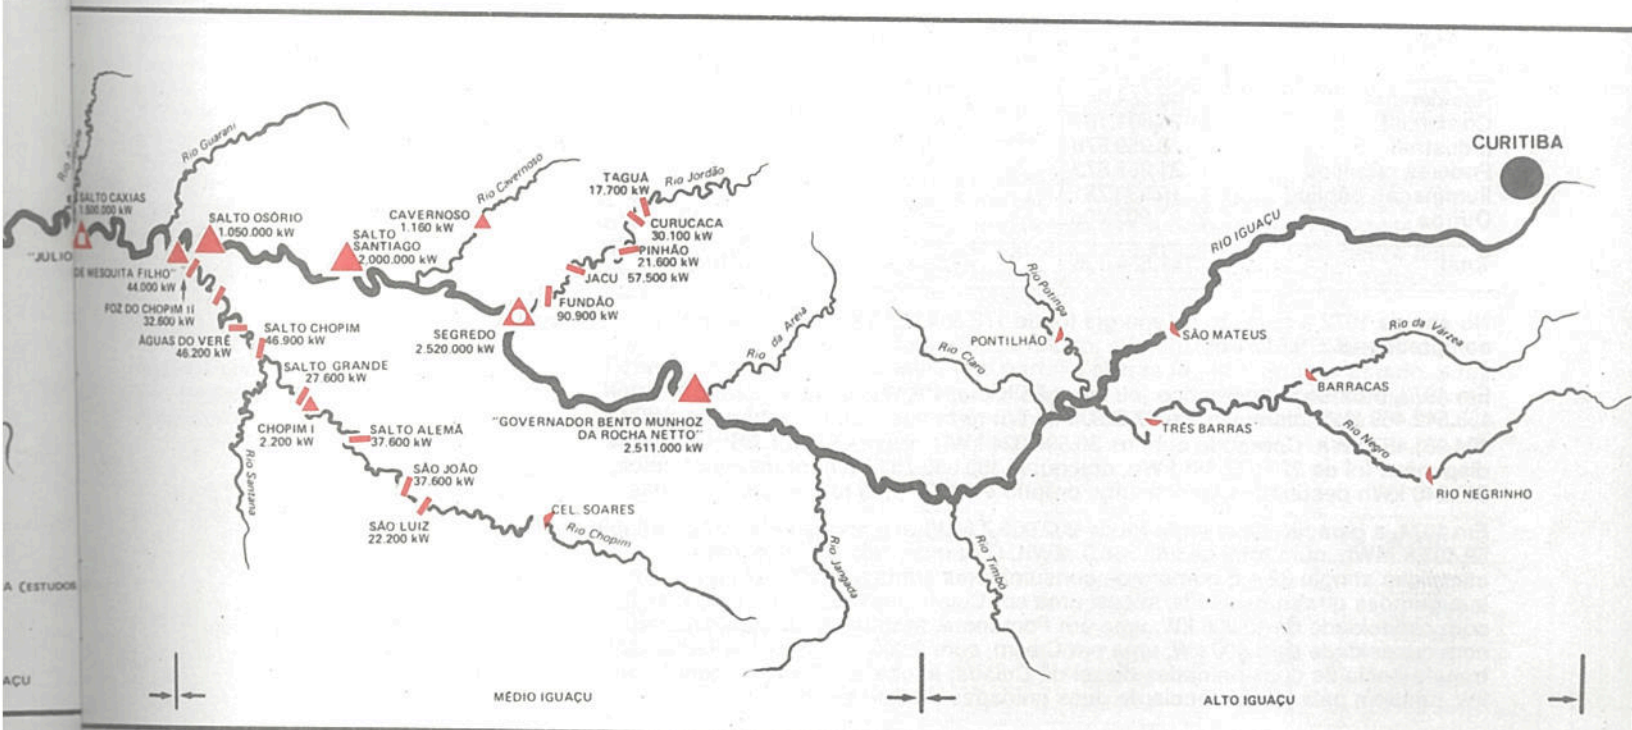 CURITIBA
RIO IGUAÇU
Rio Guarani
SALTO CAXIAS
SALTO OSÓRIO
1.050.000 kW
SALTO
SANTIAGO
2.000.000 kW
CAVERNOSO
1.160 kW
Rio Cavernoso
TAGUÁ
17.700 kW
Rio Jordão
CURUCACA
30.100 kW
PINHÃO
21.600 kW
JACU 57.500 kW
FUNDÃO
90.900 kW
SEGREDO
2.520.000 kW
Rio da Areia
"GOVERNADOR BENTO MUNHOZ
DA ROCHA NETTO"
2.511.000 kW
"JÚLIO
DE MESQUITA FILHO"
44.000 kW
FOZ DO CHOPIM II
32.600 kW
ÁGUAS DO VERÊ
46.200 kW
SALTO CHOPIM
46.900 kW
SALTO GRANDE
27.600 kW
CHOPIM I
2.200 kW
SALTO ALEMÃ
37.600 kW
SÃO JOÃO
37.600 kW
SÃO LUIZ
22.200 kW
CEL. SOARES
Rio Chopim
Rio Santana
Rio Jangada
Rio Timbó
Rio Claro
Rio Potinga
PONTILHÃO
SÃO MATEUS
Rio da Várzea
BARRACAS
TRÊS BARRAS
Rio Negro
RIO NEGRINHO
A (ESTUDOS
AÇU
MÉDIO IGUAÇU
ALTO IGUAÇU